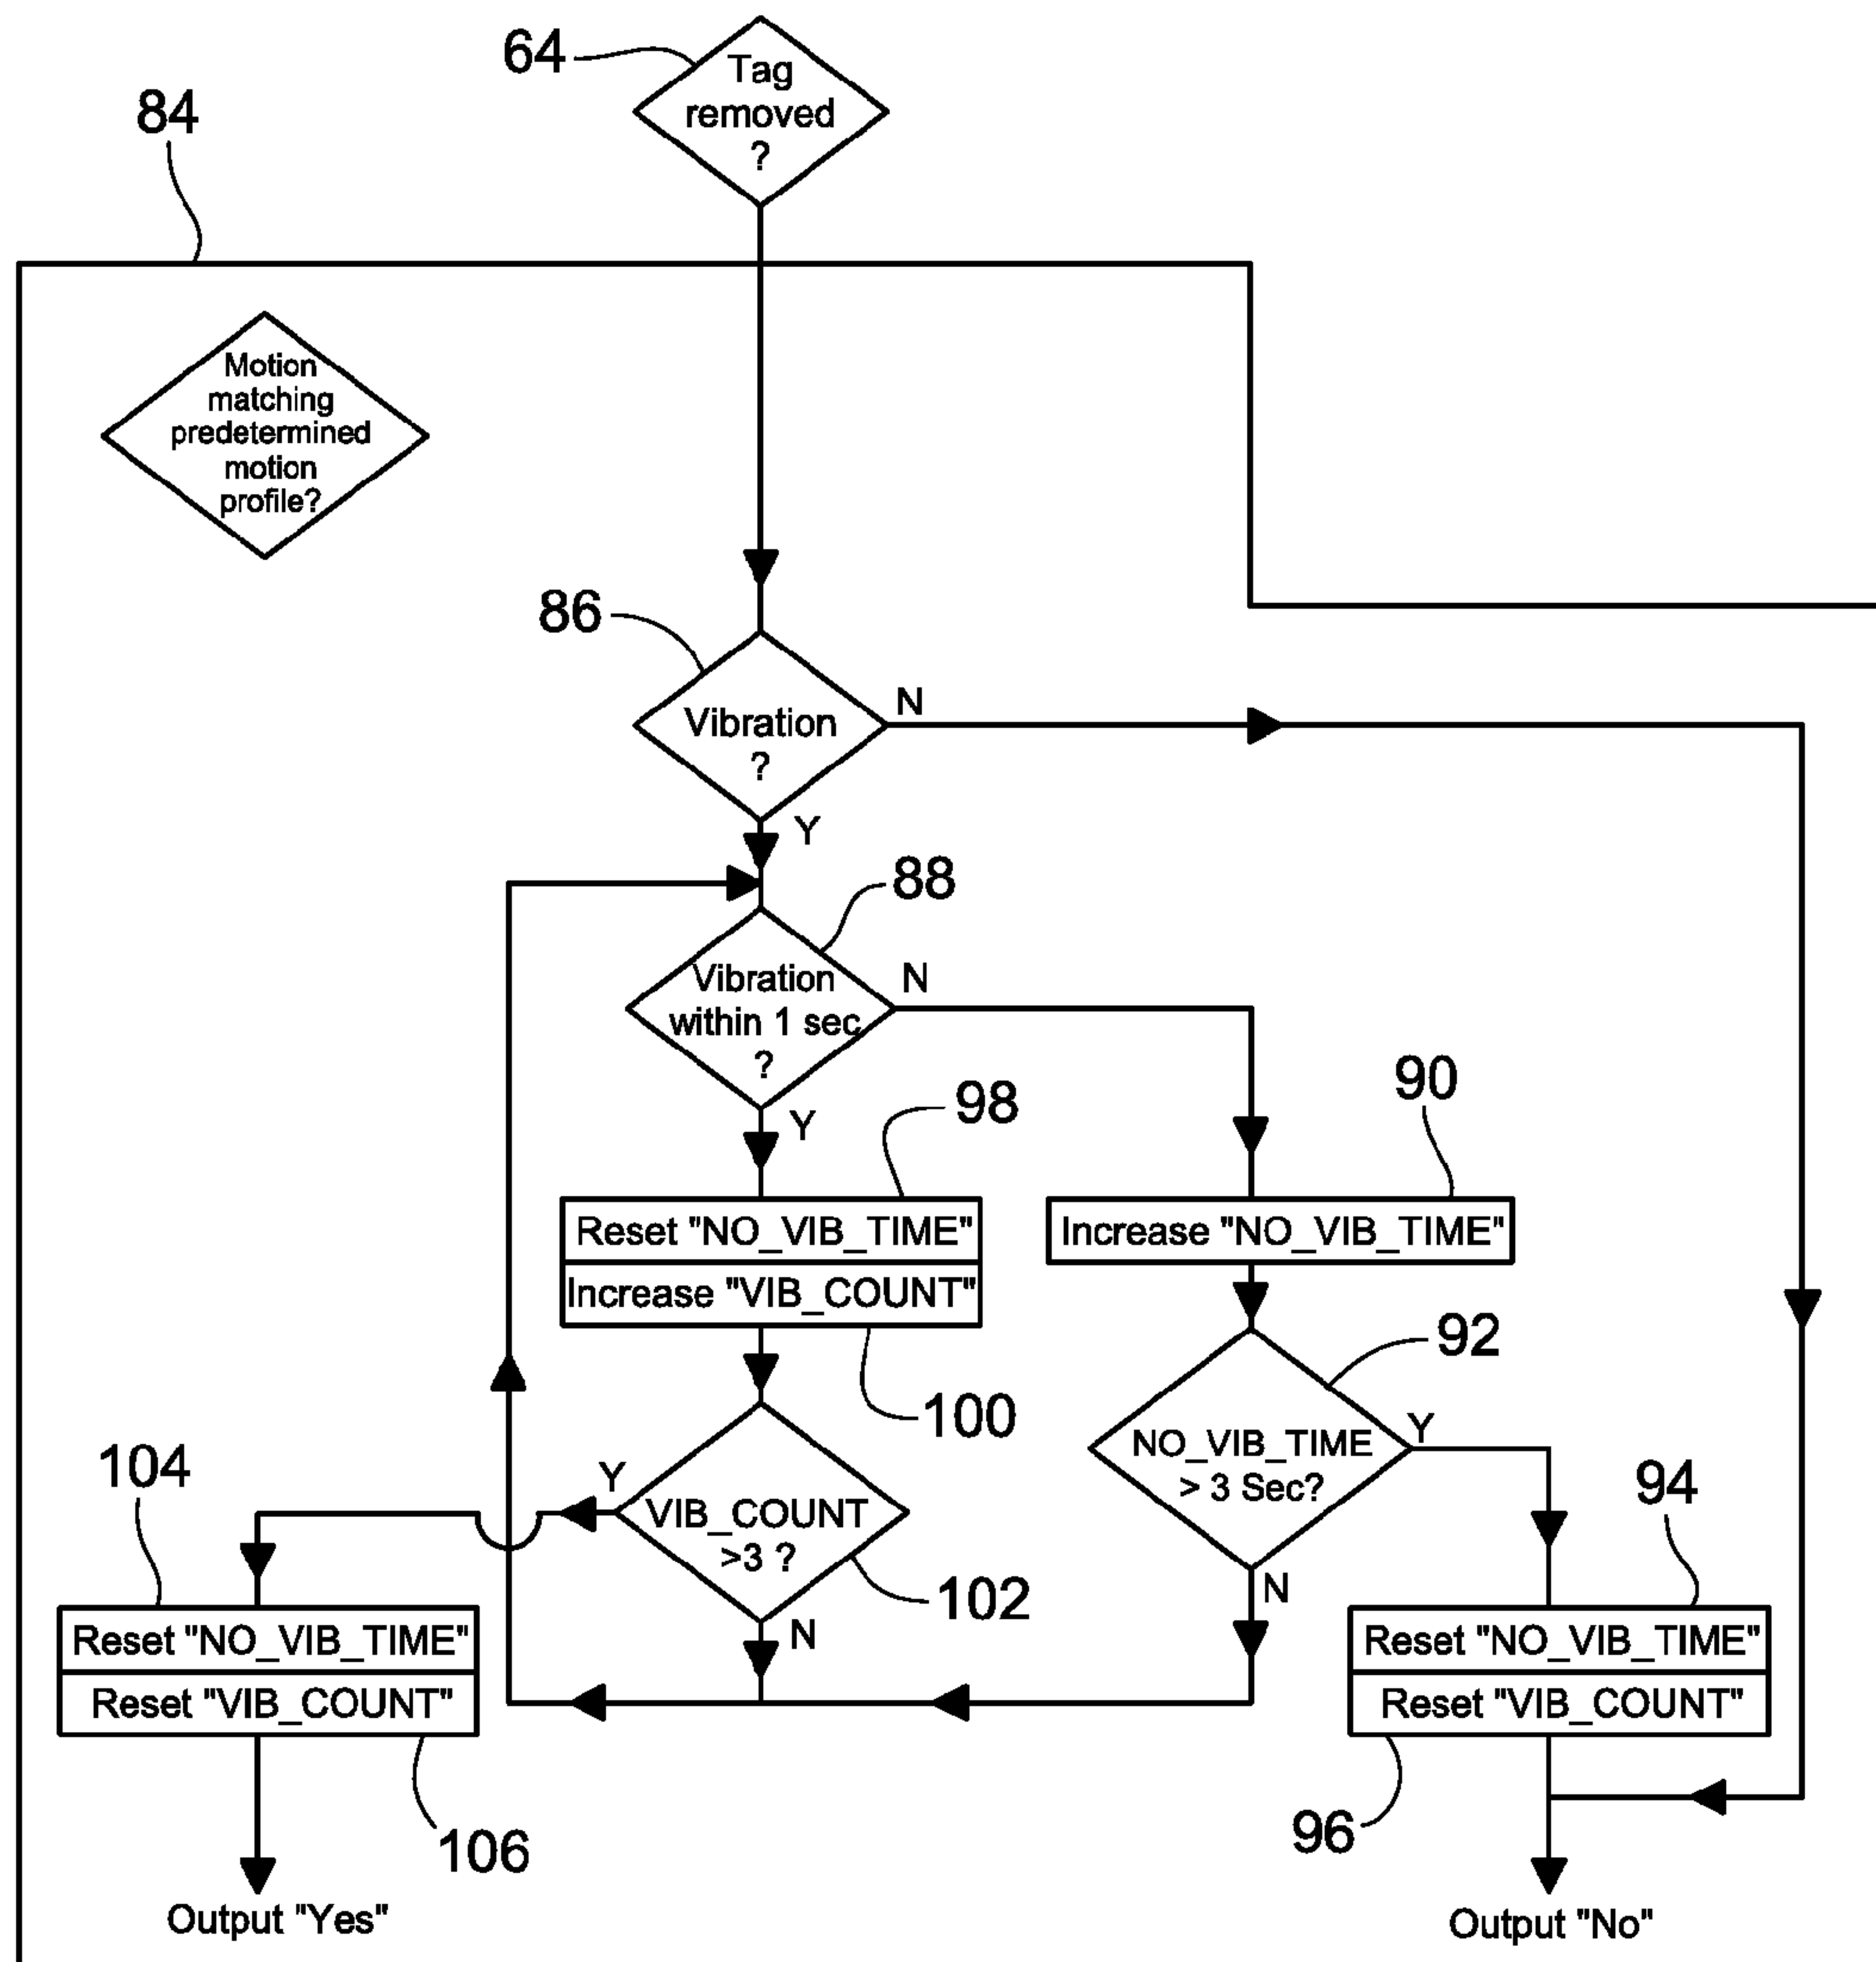 64
Tag
removed
?
84
Motion
matching
predetermined
motion
profile?
86
Vibration
?
N
Y
88
Vibration
within 1 sec
?
N
Y
98
90
Reset "NO_VIB_TIME"
Increase "VIB_COUNT"
Increase "NO_VIB_TIME"
92
100
VIB_COUNT
>3 ?
Y
N
102
NO_VIB_TIME
> 3 Sec?
Y
N
104
94
Reset "NO_VIB_TIME"
Reset "VIB_COUNT"
Reset "NO_VIB_TIME"
Reset "VIB_COUNT"
106
96
Output "Yes"
Output "No"